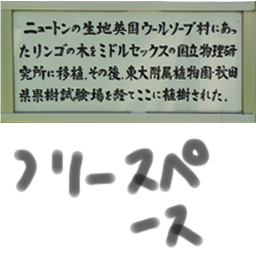 ニュートンの生地英国ウールソープ村にあっ
たリンゴの木をミドルセックスの国立物理研
究所に移植.その後.東大附属植物園・秋田
県果樹試験場を経てここに植樹された.
フリースペ
ース